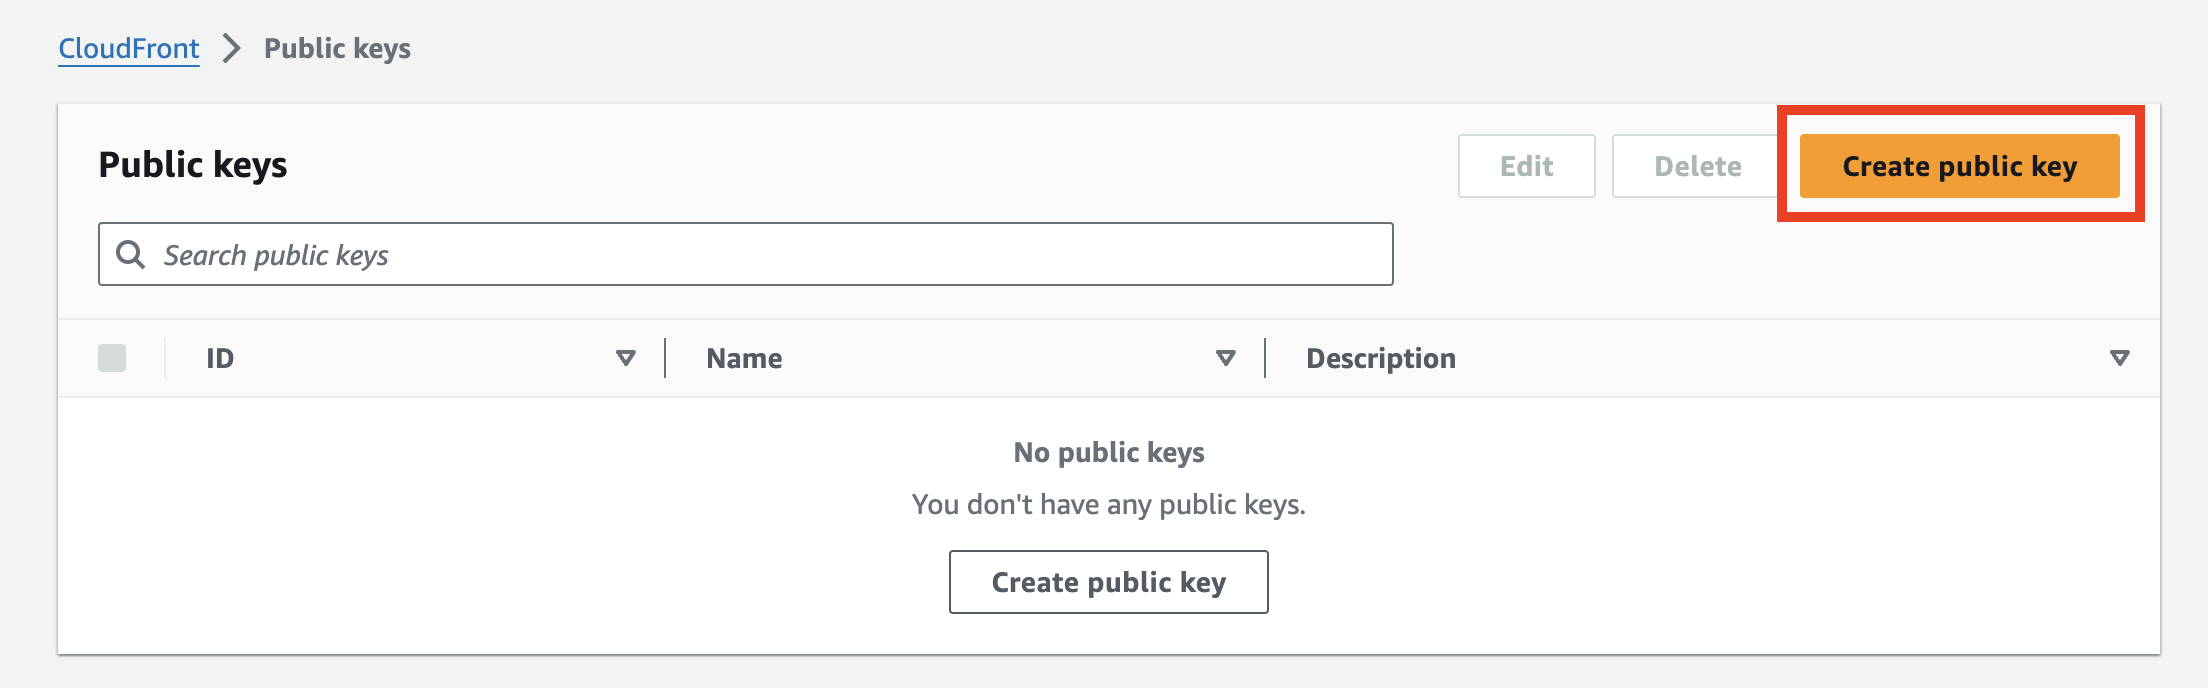 CloudFront > Public keys
Public keys
Edit
Delete
Create public key
Search public keys
ID
Name
Description
No public keys
You don't have any public keys.
Create public key